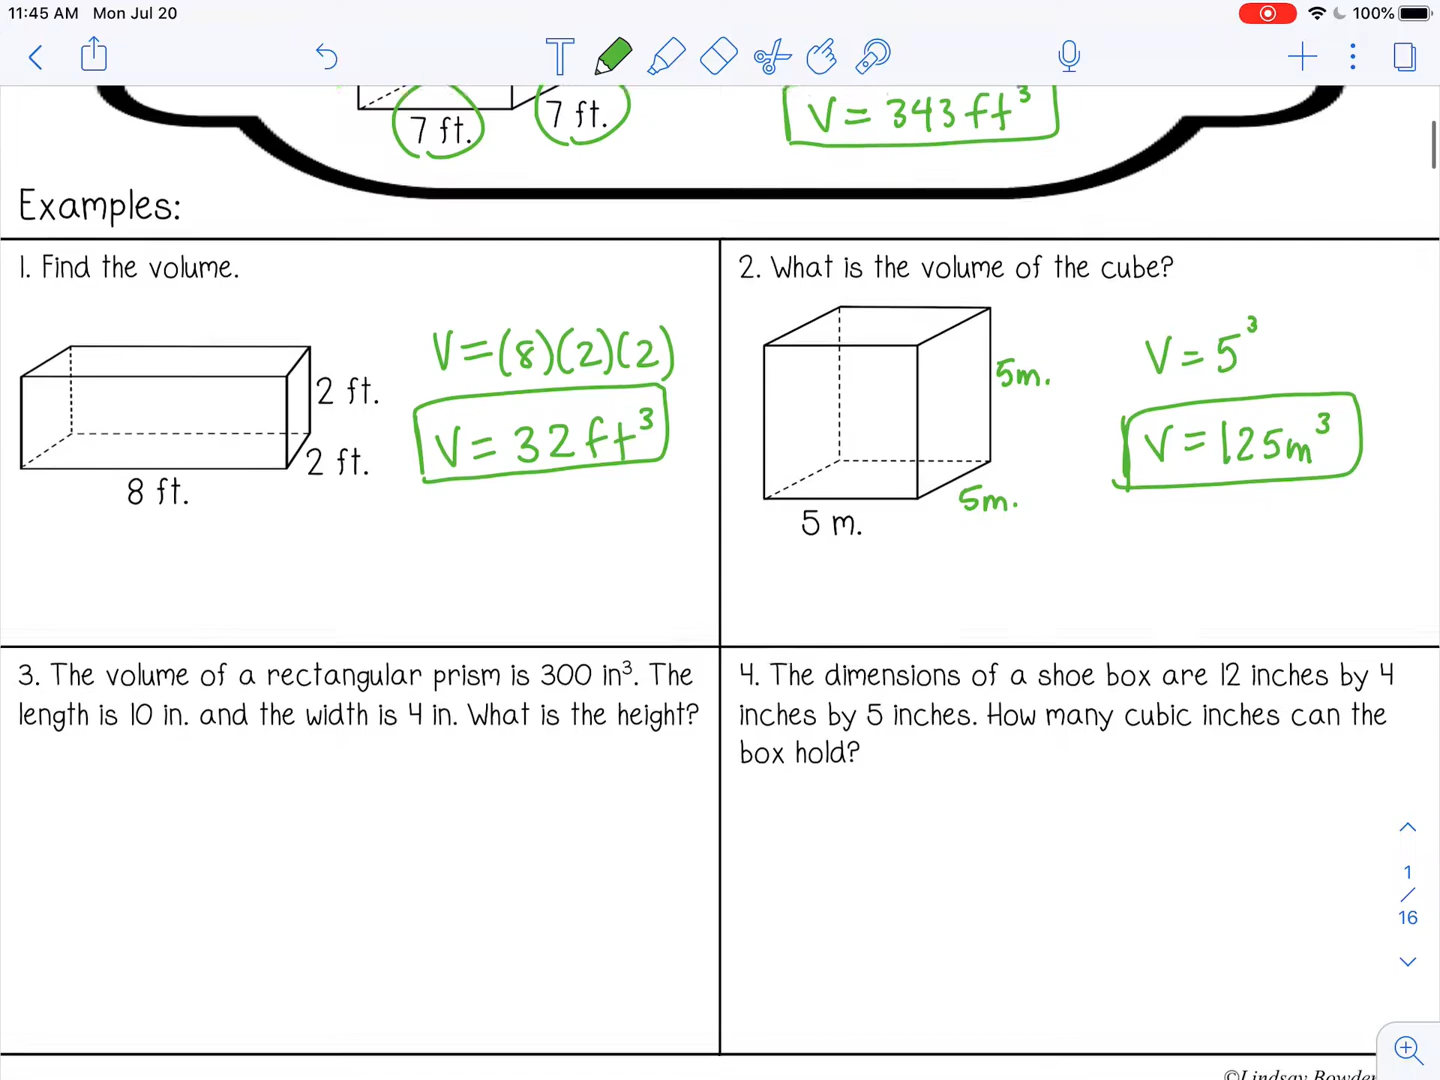 11:45 AM Mon Jul 20
100%
7 ft.
7 ft.
V = 343 ft³
Examples:
1. Find the volume.
V = (8)(2)(2)
2 ft.
V = 32 ft³
2 ft.
8 ft.
2. What is the volume of the cube?
V = 5³
5m.
V = 125m³
5m.
5 m.
3. The volume of a rectangular prism is 300 in³. The
length is 10 in. and the width is 4 in. What is the height?
4. The dimensions of a shoe box are 12 inches by 4
inches by 5 inches. How many cubic inches can the
box hold?
1
/
16
©Lindsay Bowden